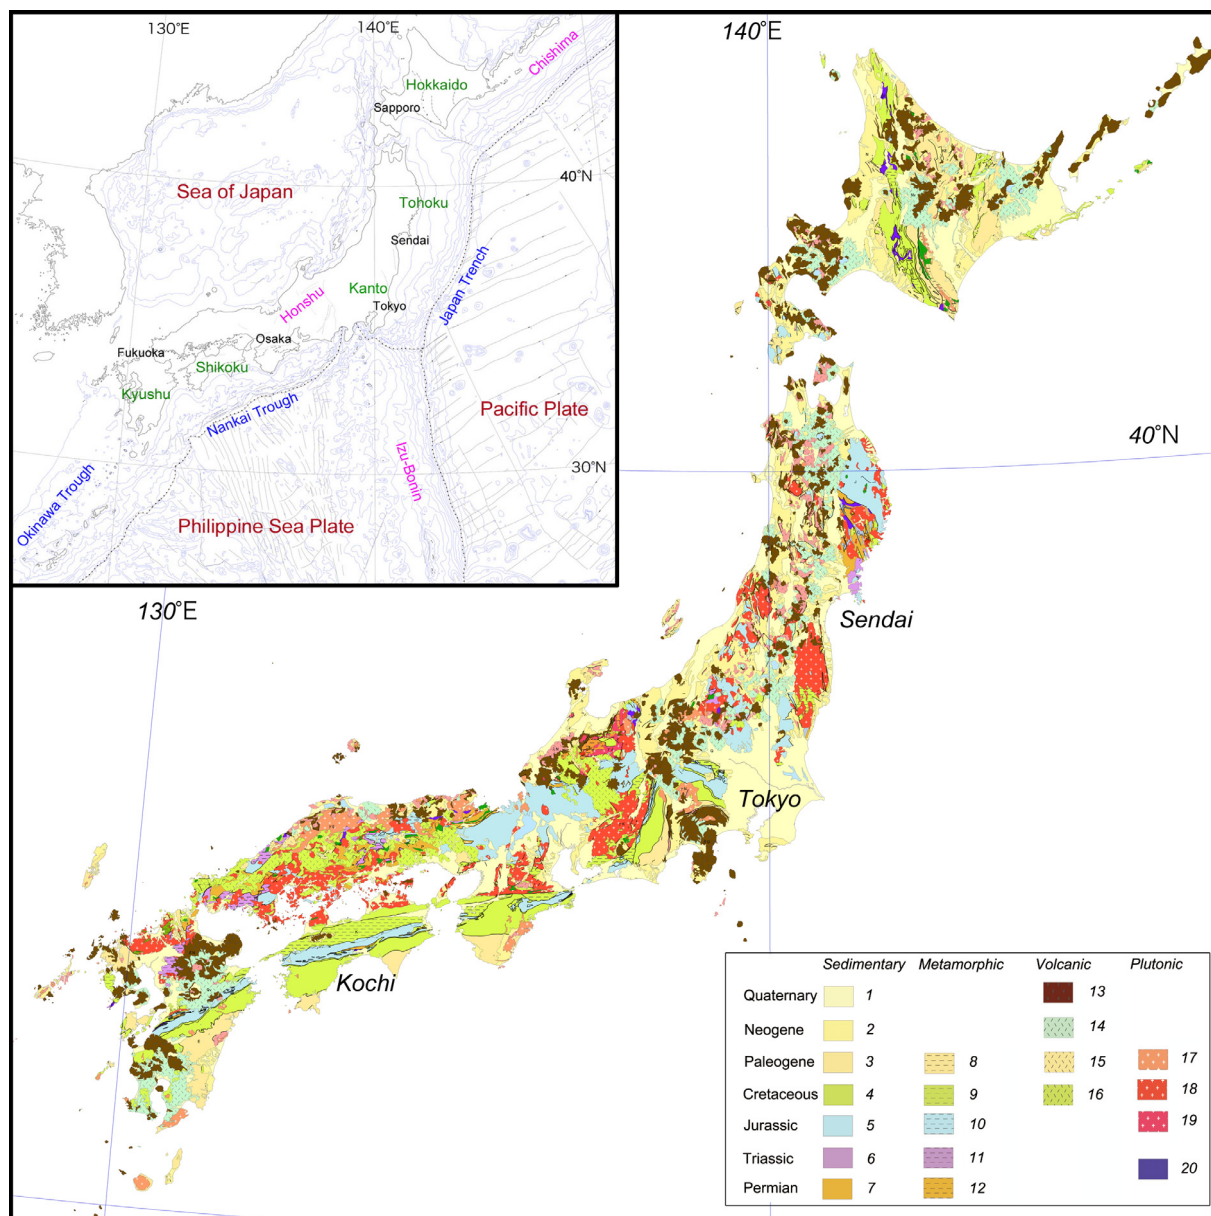 130°E
140°E
Chishima
Hokkaido
Sapporo
40°N
Sea of Japan
Tohoku
Sendai
Japan Trench
Kanto
Honshu
Tokyo
Osaka
Fukuoka
Shikoku
Kyushu
Nankai Trough
Pacific Plate
Izu-Bonin
30°N
Okinawa Trough
Philippine Sea Plate
140°E
40°N
130°E
Sendai
Tokyo
Kochi
Sedimentary Metamorphic Volcanic Plutonic
Quaternary 1 13
Neogene 2 14
Paleogene 3 8 15 17
Cretaceous 4 9 16 18
Jurassic 5 10 19
Triassic 6 11 20
Permian 7 12